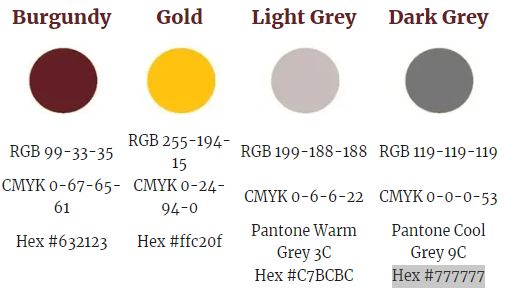 Burgundy Gold Light Grey Dark Grey
RGB 99-33-35
RGB 255-194-
15
RGB 199-188-188
RGB 119-119-119
CMYK 0-67-65-
61
CMYK 0-24-
94-0
CMYK 0-6-6-22
CMYK 0-0-0-53
Hex #632123
Hex #ffc20f
Pantone Warm
Grey 3C
Hex #C7BCBC
Pantone Cool
Grey 9C
Hex #777777